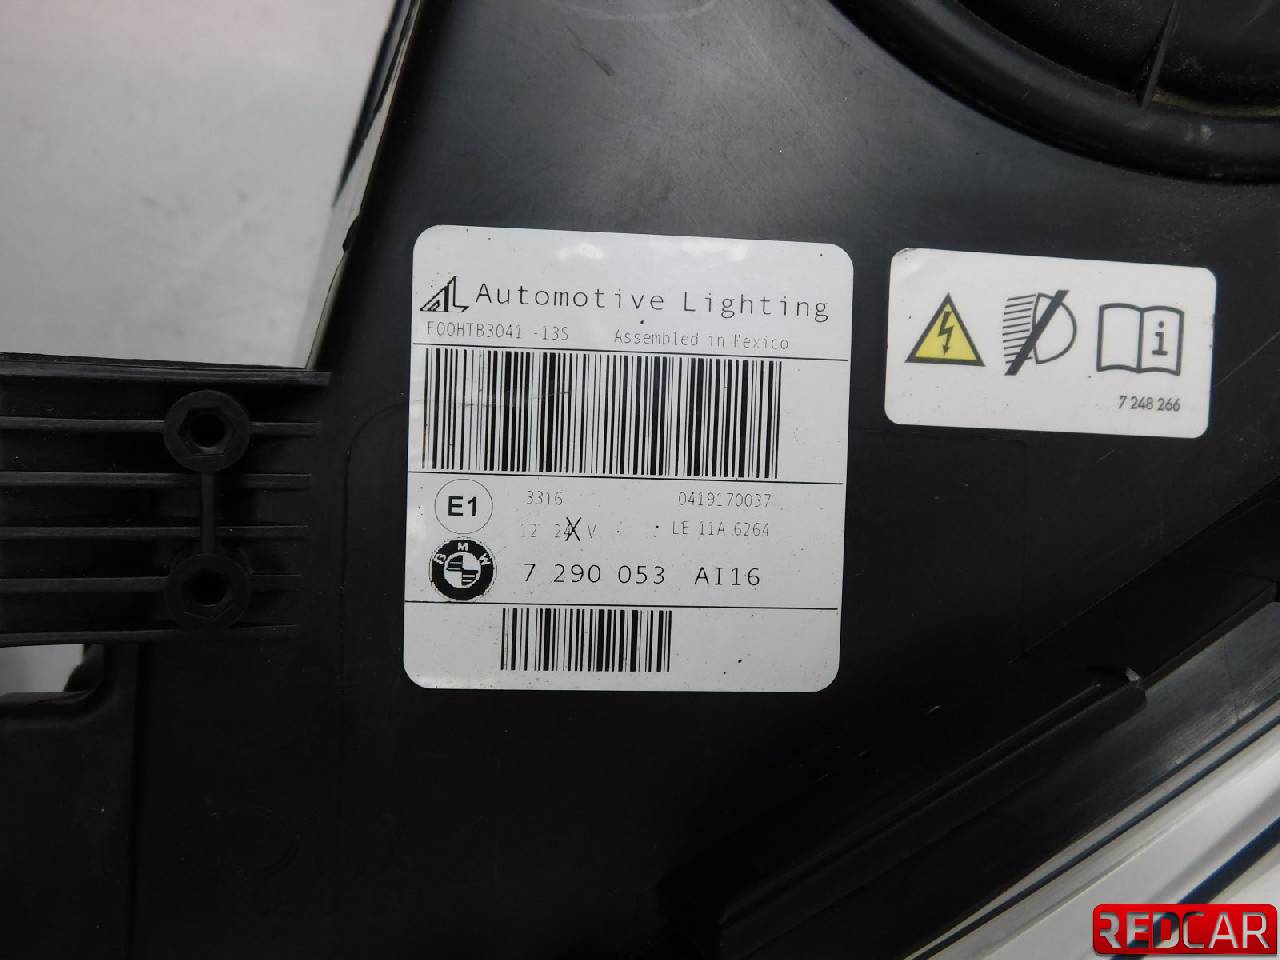 AL Automotive Lighting
F00HTB3041 -13S Assembled in Mexico
E1
3316 0419170037
12 24 V LE 11A 6264
BMW
7 290 053 AI16
i
7 248 266
REDCAR